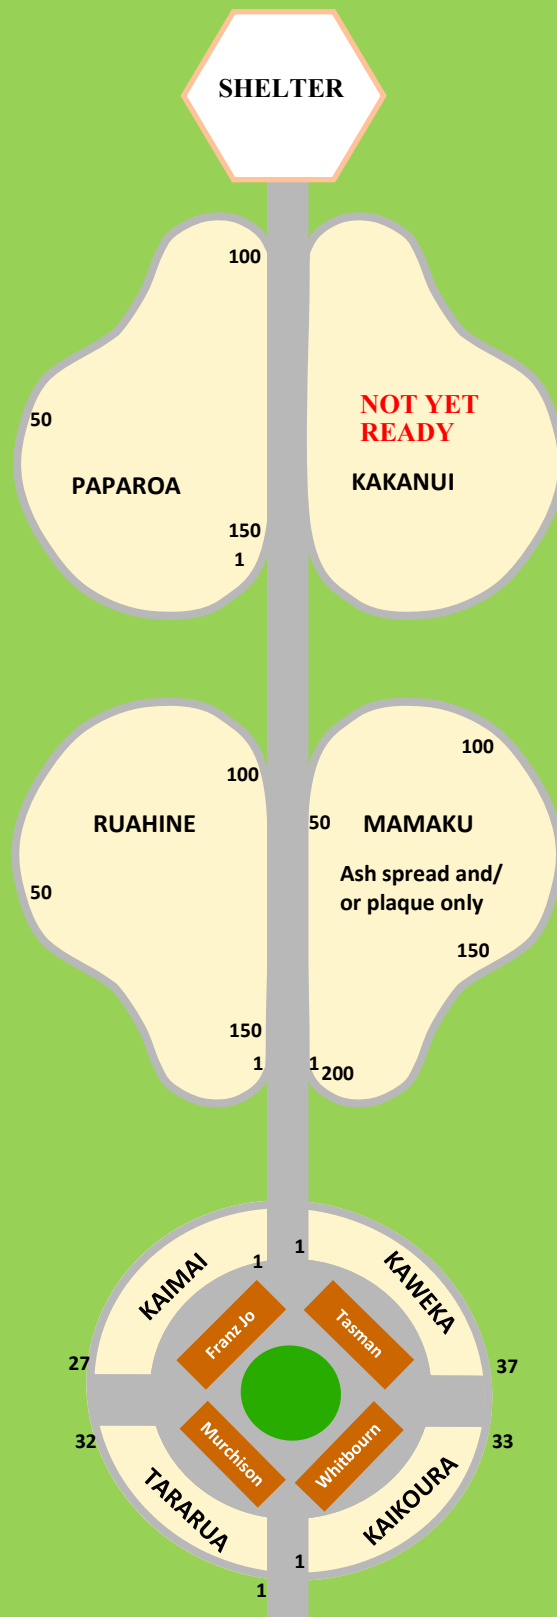 SHELTER
100
NOT YET
READY
50
PAPAROA
KAKANUI
150
1
100
100
RUAHINE
50
MAMAKU
Ash spread and/
or plaque only
50
150
150
1
1
200
1
1
KAIMAI
KAWEKA
Franz Jo
Tasman
27
37
32
33
Murchison
Whitbourn
TARARUA
KAIKOURA
1
1